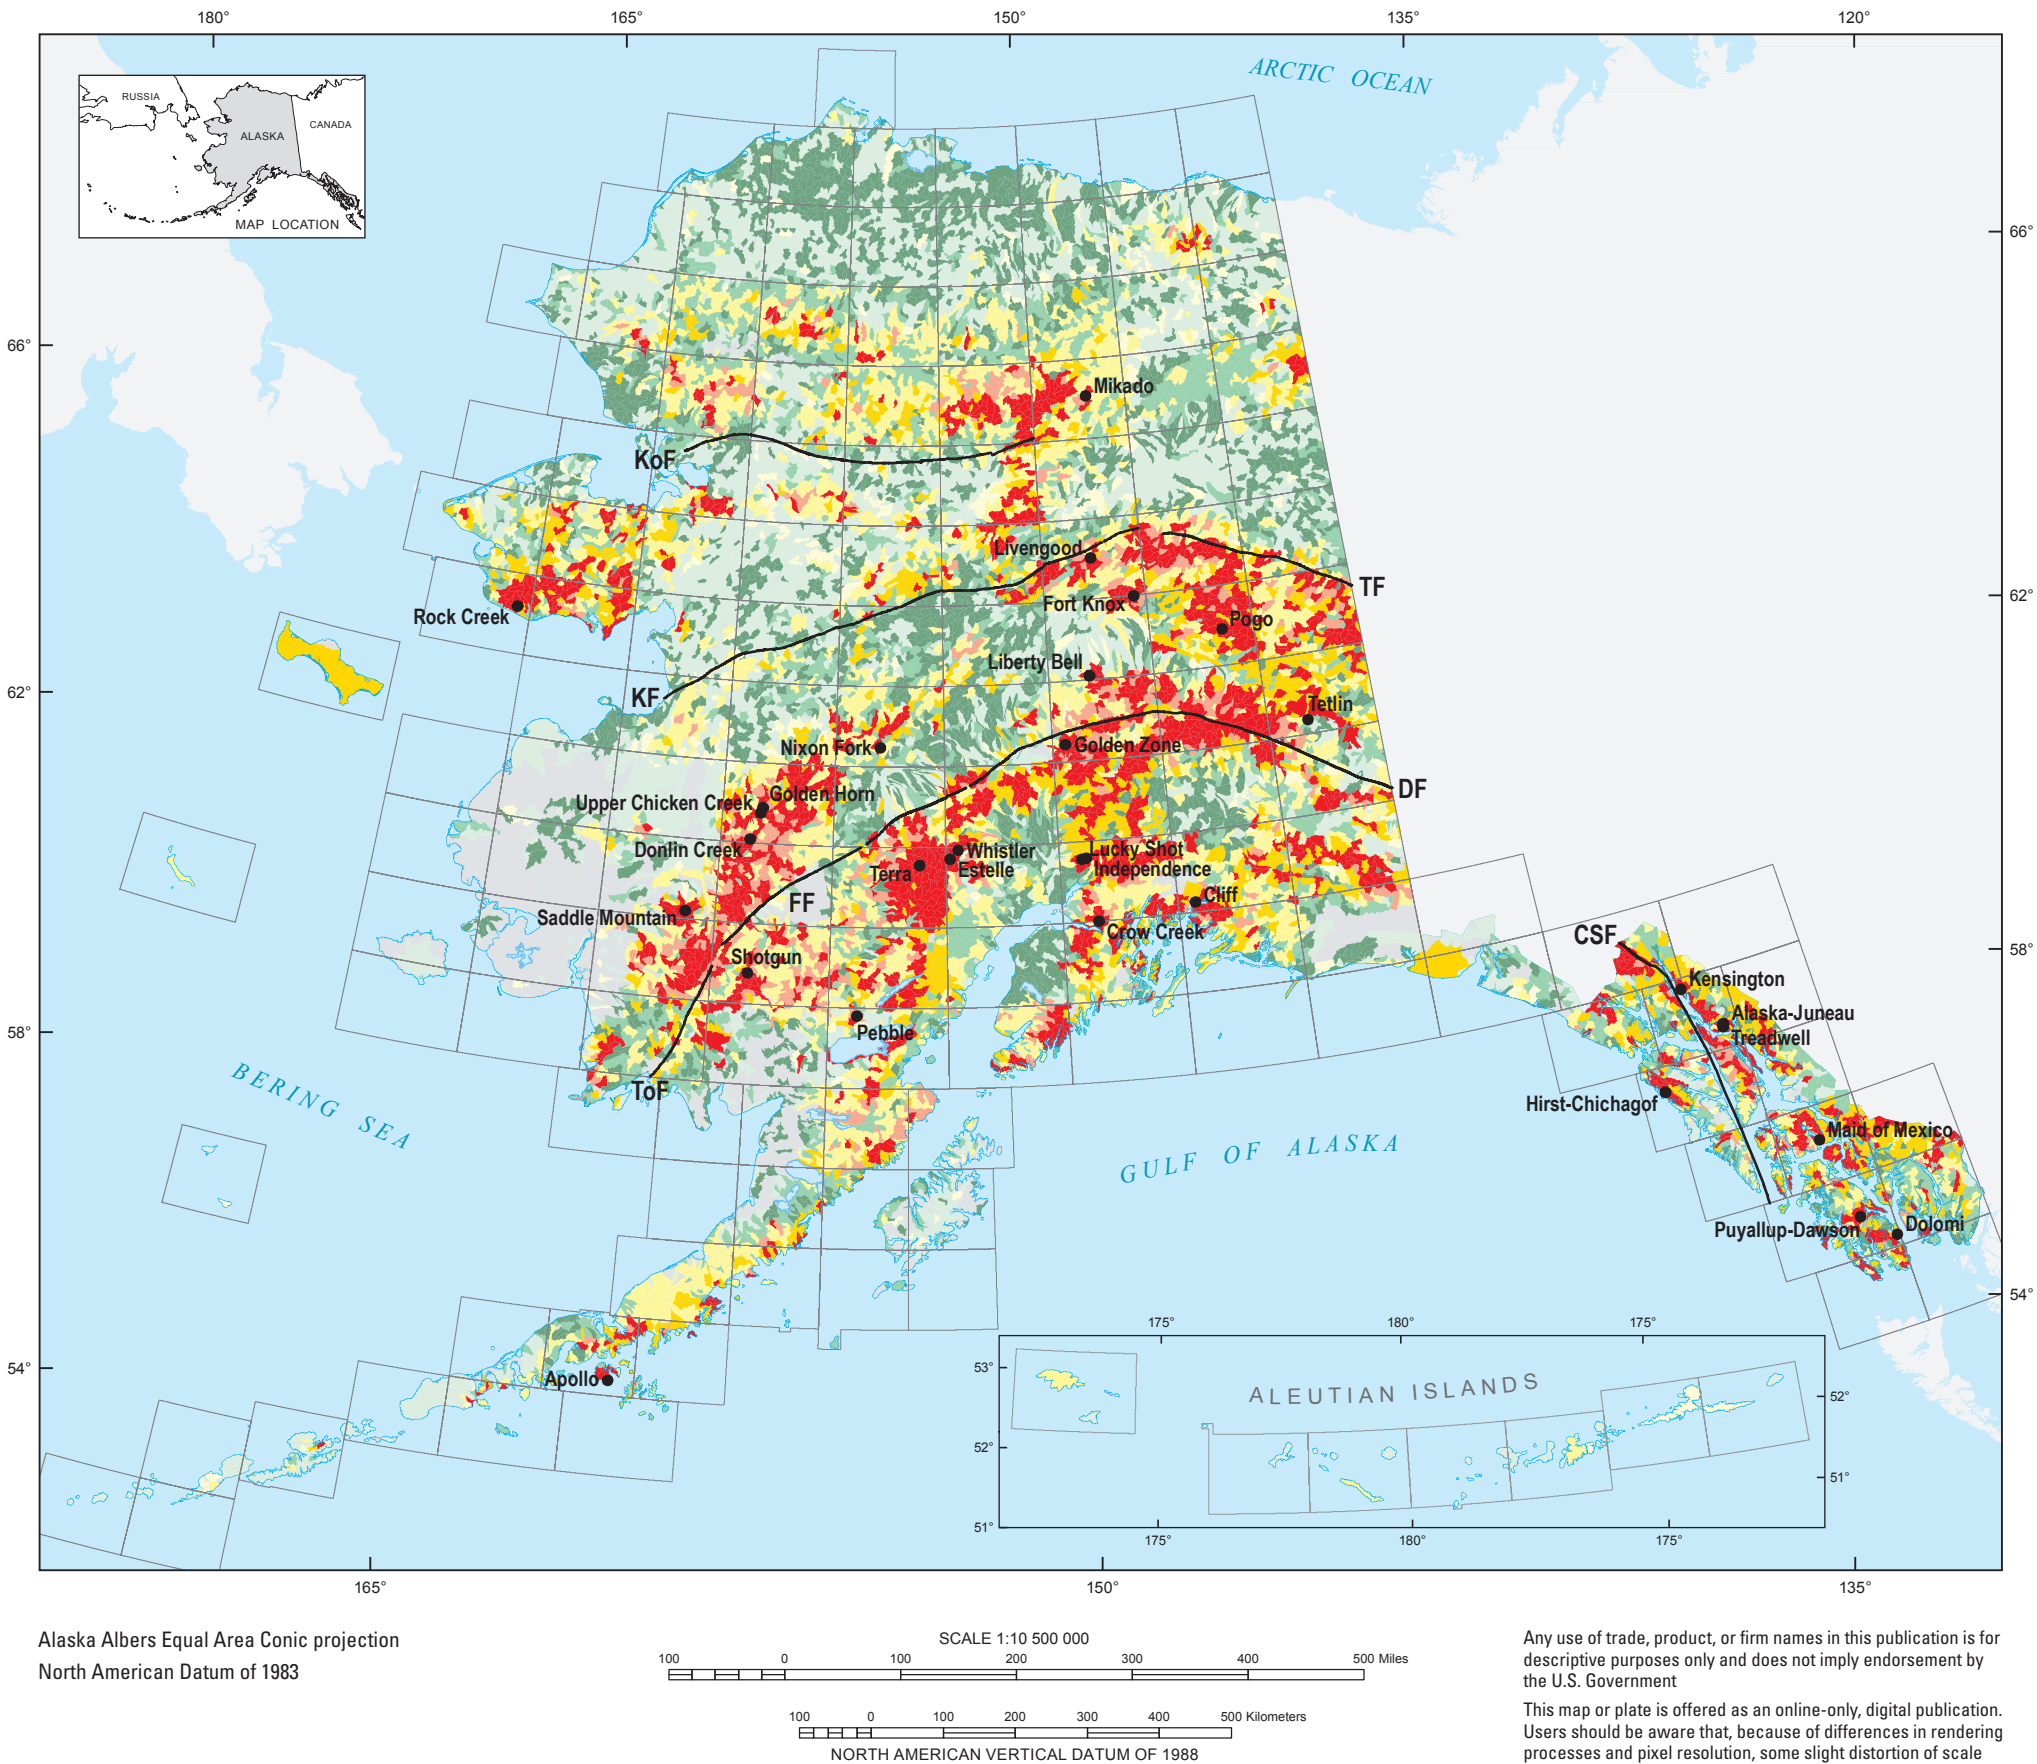 180° 165° 150° 135° 120°
ARCTIC OCEAN
RUSSIA
ALASKA
CANADA
MAP LOCATION
66°
66°
Mikado
KoF
Livengood
TF
62°
Fort Knox
Rock Creek
Pogo
Liberty Bell
62°
KF
Tetlin
Nixon Fork
Golden Zone
DF
Golden Horn
Upper Chicken Creek
Donlin Creek
Lucky Shot
Whistler
Independence
Estelle
Terra
Cliff
FF
Saddle Mountain
Crow Creek
CSF
58°
Shotgun
Kensington
Alaska-Juneau
58°
Pebble
Treadwell
BERING SEA
ToF
Hirst-Chichagof
Maid of Mexico
GULF OF ALASKA
Dolomi
Puyallup-Dawson
54°
175° 180° 175°
54°
53°
Apollo
ALEUTIAN ISLANDS
52°
52°
51°
51°
175° 180° 175°
165° 150° 135°
Alaska Albers Equal Area Conic projection
North American Datum of 1983
SCALE 1:10 500 000
100 0 100 200 300 400 500 Miles
100 0 100 200 300 400 500 Kilometers
NORTH AMERICAN VERTICAL DATUM OF 1988
Any use of trade, product, or firm names in this publication is for
descriptive purposes only and does not imply endorsement by
the U.S. Government
This map or plate is offered as an online-only, digital publication.
Users should be aware that, because of differences in rendering
processes and pixel resolution, some slight distortion of scale